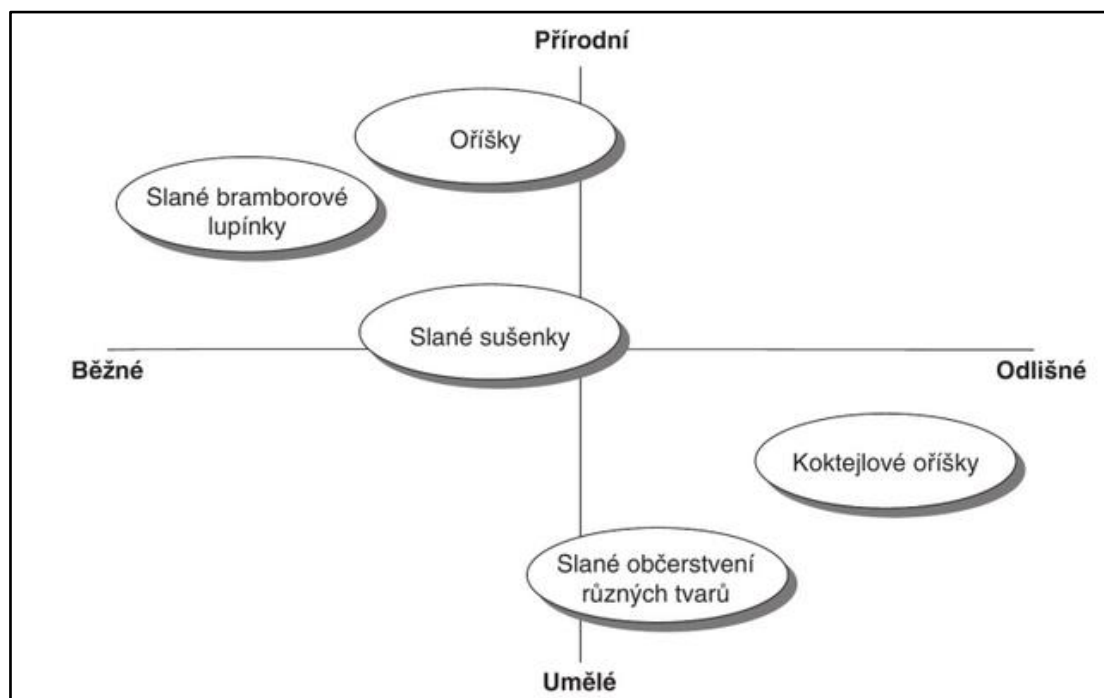 Přírodní
Oříšky
Slané bramborové
lupínky
Slané sušenky
Běžné
Odlišné
Koktejlové oříšky
Slané občerstvení
různých tvarů
Umělé